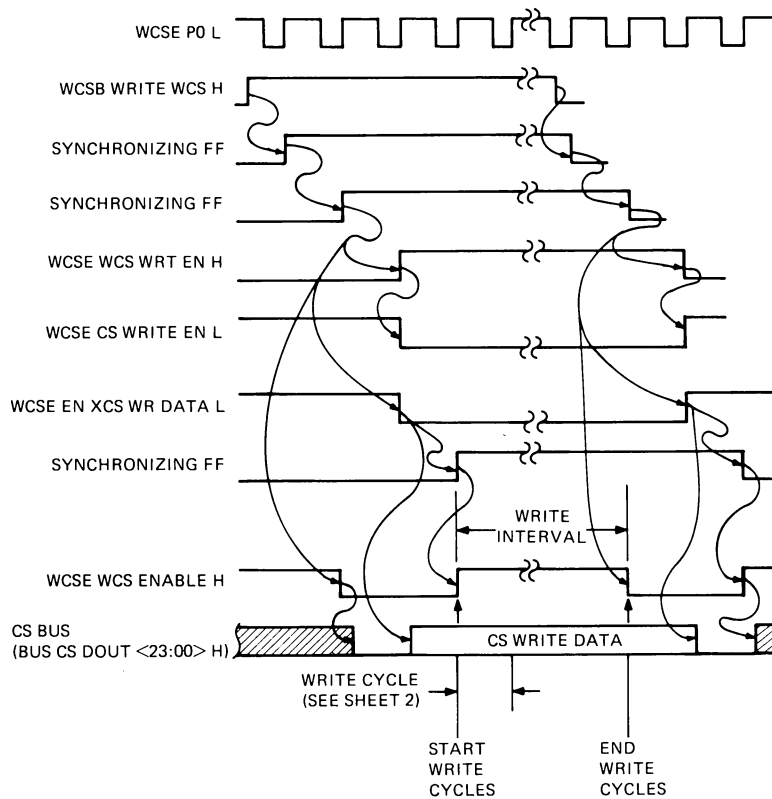 WCSE P0 L
WCSB WRITE WCS H
SYNCHRONIZING FF
SYNCHRONIZING FF
WCSE WCS WRT EN H
WCSE CS WRITE EN L
WCSE EN XCS WR DATA L
SYNCHRONIZING FF
WRITE
INTERVAL
WCSE WCS ENABLE H
CS BUS
(BUS CS DOUT <23:00> H)
CS WRITE DATA
WRITE CYCLE
(SEE SHEET 2)
START
WRITE
CYCLES
END
WRITE
CYCLES